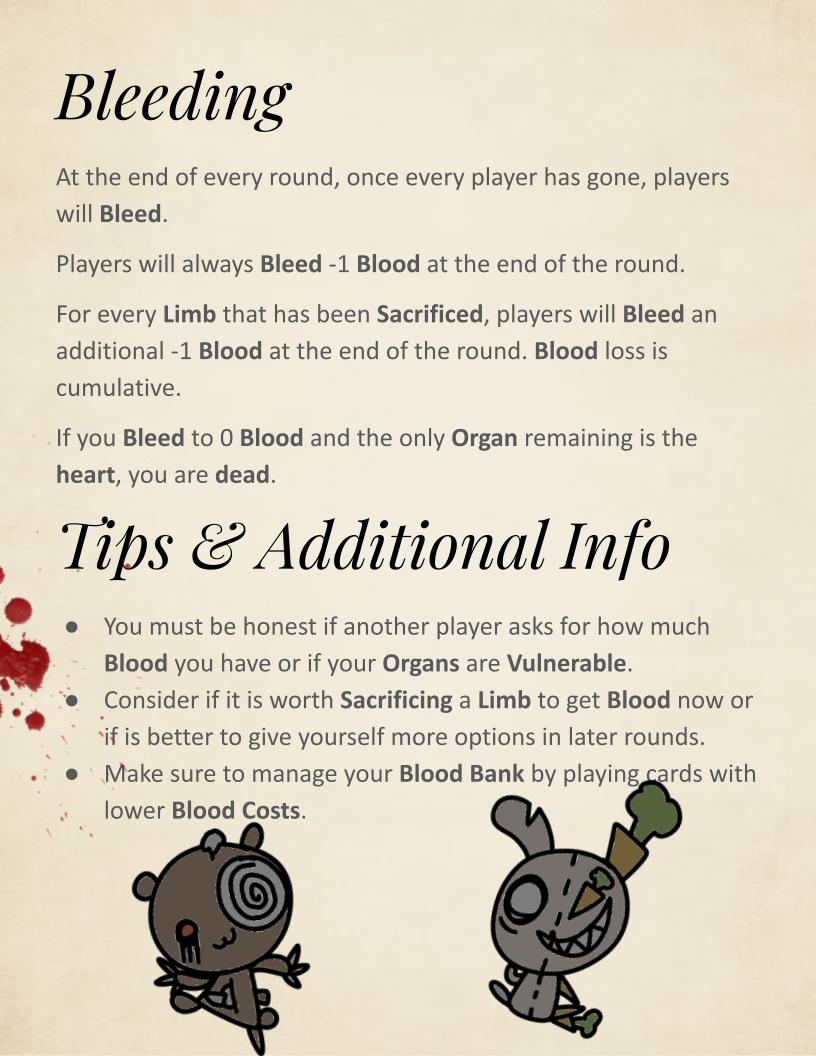 Bleeding
At the end of every round, once every player has gone, players
will Bleed.
Players will always Bleed -1 Blood at the end of the round.
For every Limb that has been Sacrificed, players will Bleed an
additional -1 Blood at the end of the round. Blood loss is
cumulative.
If you Bleed to 0 Blood and the only Organ remaining is the
heart, you are dead.
Tips & Additional Info
● You must be honest if another player asks for how much
Blood you have or if your Organs are Vulnerable.
● Consider if it is worth Sacrificing a Limb to get Blood now or
if is better to give yourself more options in later rounds.
● Make sure to manage your Blood Bank by playing cards with
lower Blood Costs.